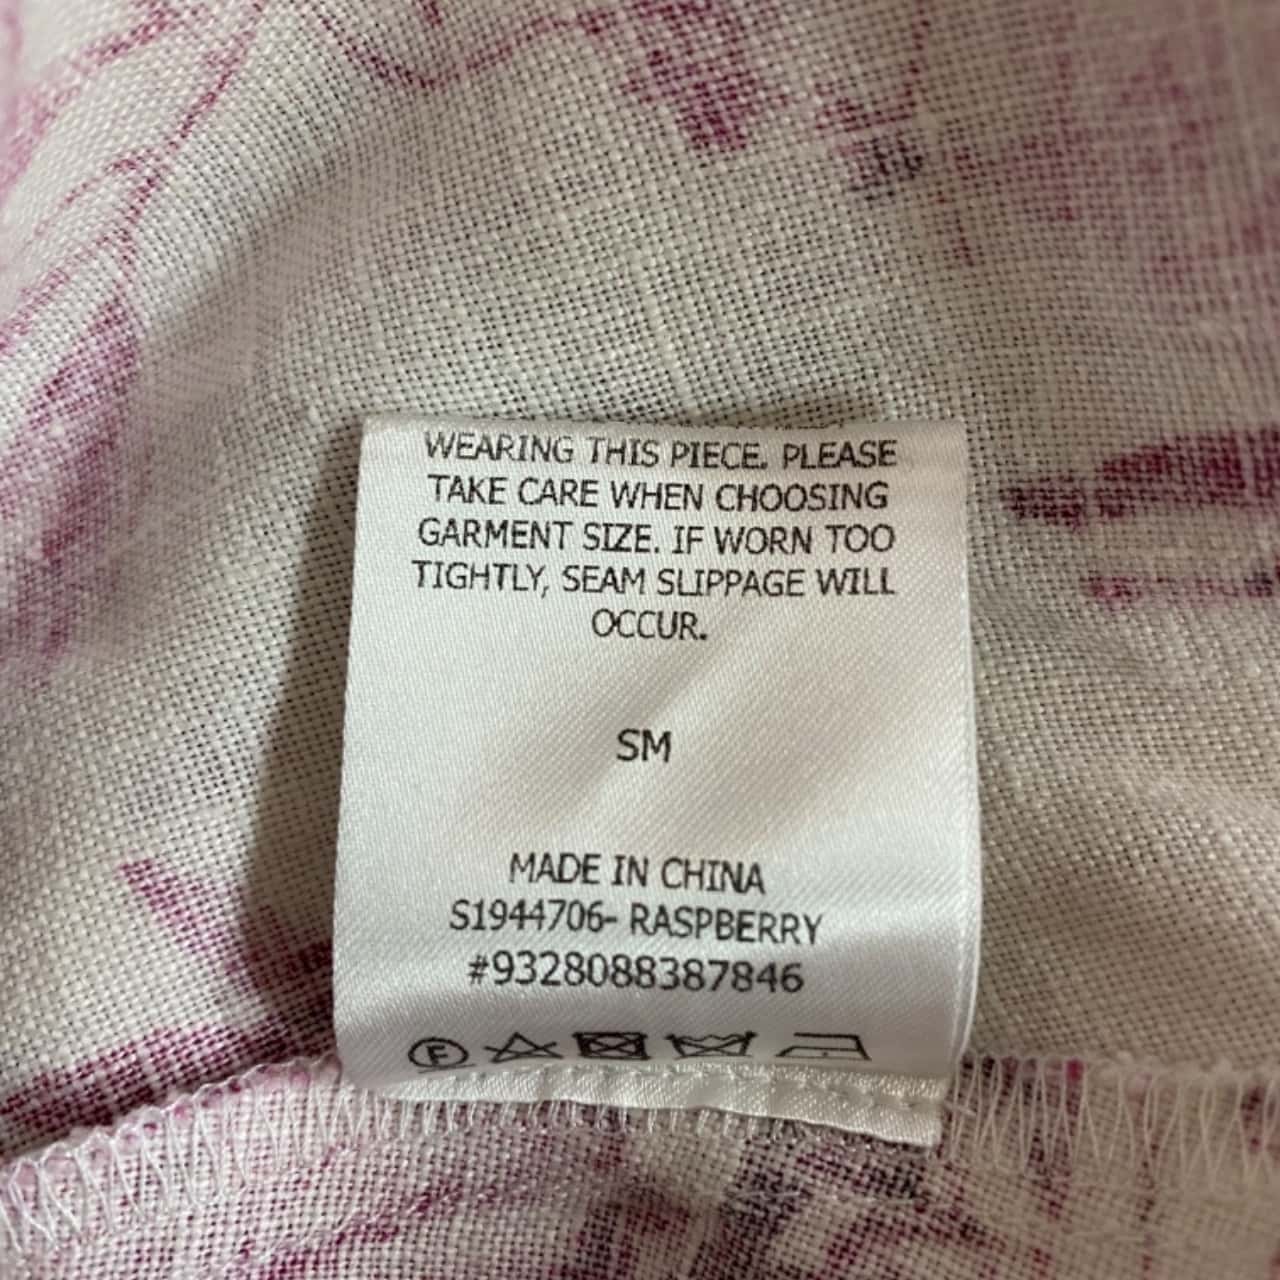 WEARING THIS PIECE. PLEASE
TAKE CARE WHEN CHOOSING
GARMENT SIZE. IF WORN TOO
TIGHTLY, SEAM SLIPPAGE WILL
OCCUR.
SM
MADE IN CHINA
S1944706- RASPBERRY
#9328088387846
F